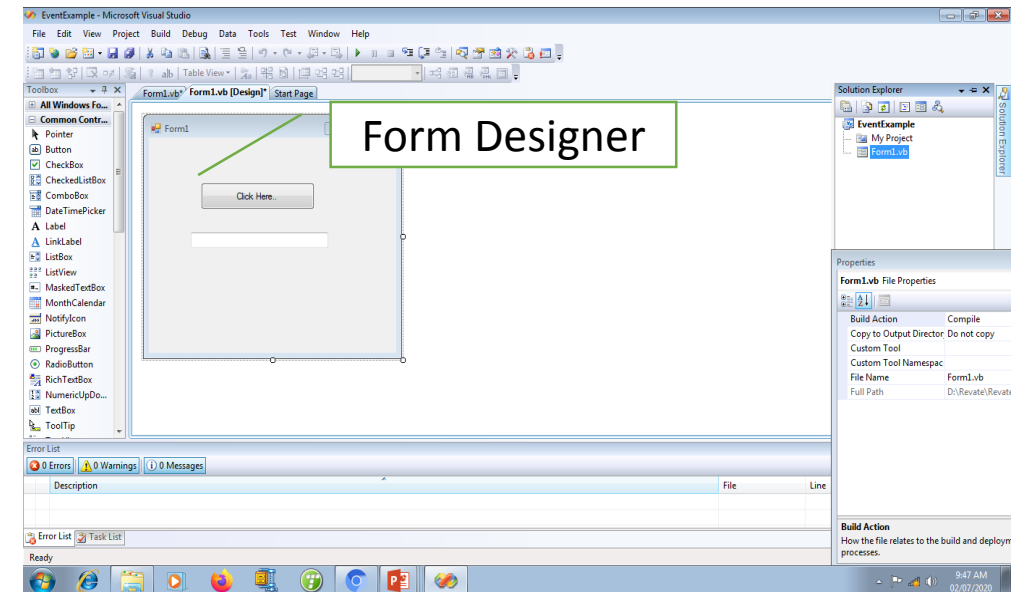 EventExample - Microsoft Visual Studio
File Edit View Project Build Debug Data Tools Test Window Help
Table View
Toolbox
All Windows Fo...
Common Contr...
Pointer
Button
CheckBox
CheckedListBox
ComboBox
DateTimePicker
A Label
A LinkLabel
ListBox
ListView
MaskedTextBox
MonthCalendar
NotifyIcon
PictureBox
ProgressBar
RadioButton
RichTextBox
NumericUpDo...
TextBox
ToolTip
Form1.vb* Form1.vb [Design]* Start Page
Form1
Form Designer
Click Here..
Solution Explorer
EventExample
My Project
Form1.vb
Solution Explorer
Properties
Form1.vb File Properties
Build Action Compile
Copy to Output Director Do not copy
Custom Tool
Custom Tool Namespac
File Name Form1.vb
Full Path D:\Revate\Revate
Build Action
How the file relates to the build and deploym
processes.
Error List
0 Errors 0 Warnings 0 Messages
Description File Line
Error List Task List
Ready
9:47 AM
02/07/2020